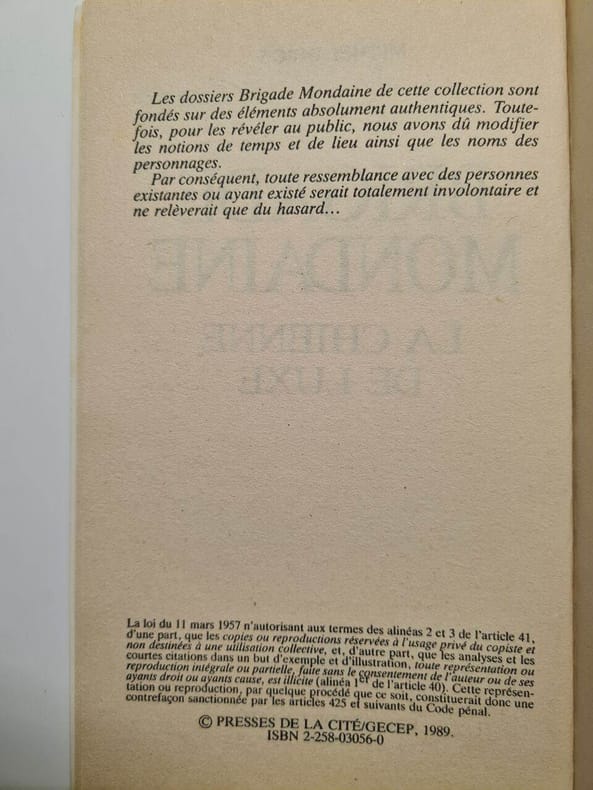 Les dossiers Brigade Mondaine de cette collection sont
fondés sur des éléments absolument authentiques. Toute-
fois, pour les révéler au public, nous avons dû modifier
les notions de temps et de lieu ainsi que les noms des
personnages.
Par conséquent, toute ressemblance avec des personnes
existantes ou ayant existé serait totalement involontaire et
ne relèverait que du hasard...
MONDAINE
LA CHIENNE
DE LUXE
La loi du 11 mars 1957 n'autorisant aux termes des alinéas 2 et 3 de l'article 41,
d'une part, que les copies ou reproductions réservées à l'usage privé du copiste et
non destinées à une utilisation collective, et, d'autre part, que les analyses et les
courtes citations dans un but d'exemple et d'illustration, toute représentation ou
reproduction intégrale ou partielle, faite sans le consentement de l'auteur ou de ses
ayants droit ou ayants cause, est illicite (alinéa 1er de l'article 40). Cette représen-
tation ou reproduction, par quelque procédé que ce soit, constituerait donc une
contrefaçon sanctionnée par les articles 425 et suivants du Code pénal.
© PRESSES DE LA CITÉ/GECEP, 1989.
ISBN 2-258-03056-0